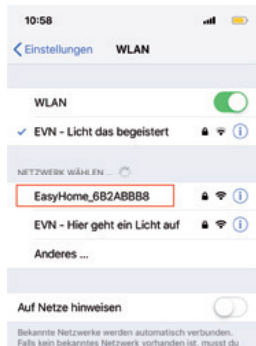 10:58
Einstellungen WLAN
WLAN
EVN - Licht das begeistert
NETZWERK WÄHLEN ...
EasyHome_6B2ABBB8
EVN - Hier geht ein Licht auf
Anderes ...
Auf Netze hinweisen
Bekannte Netzwerke werden automatisch verbunden.
Falls kein bekanntes Netzwerk vorhanden ist, musst du